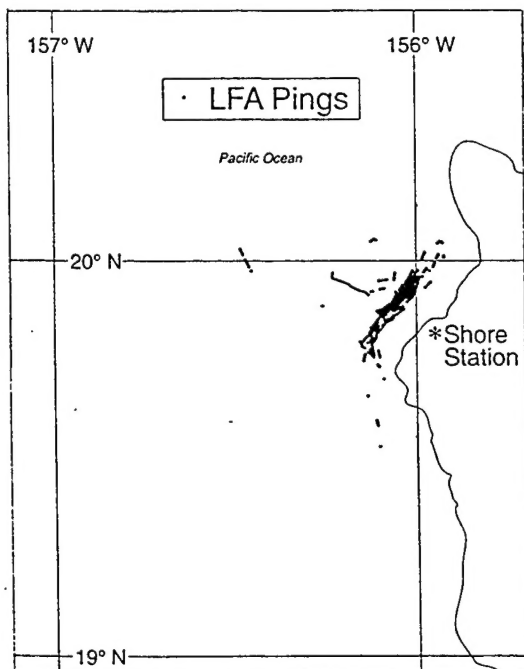 157° W
156° W
· LFA Pings
Pacific Ocean
20° N
*Shore
Station
19° N